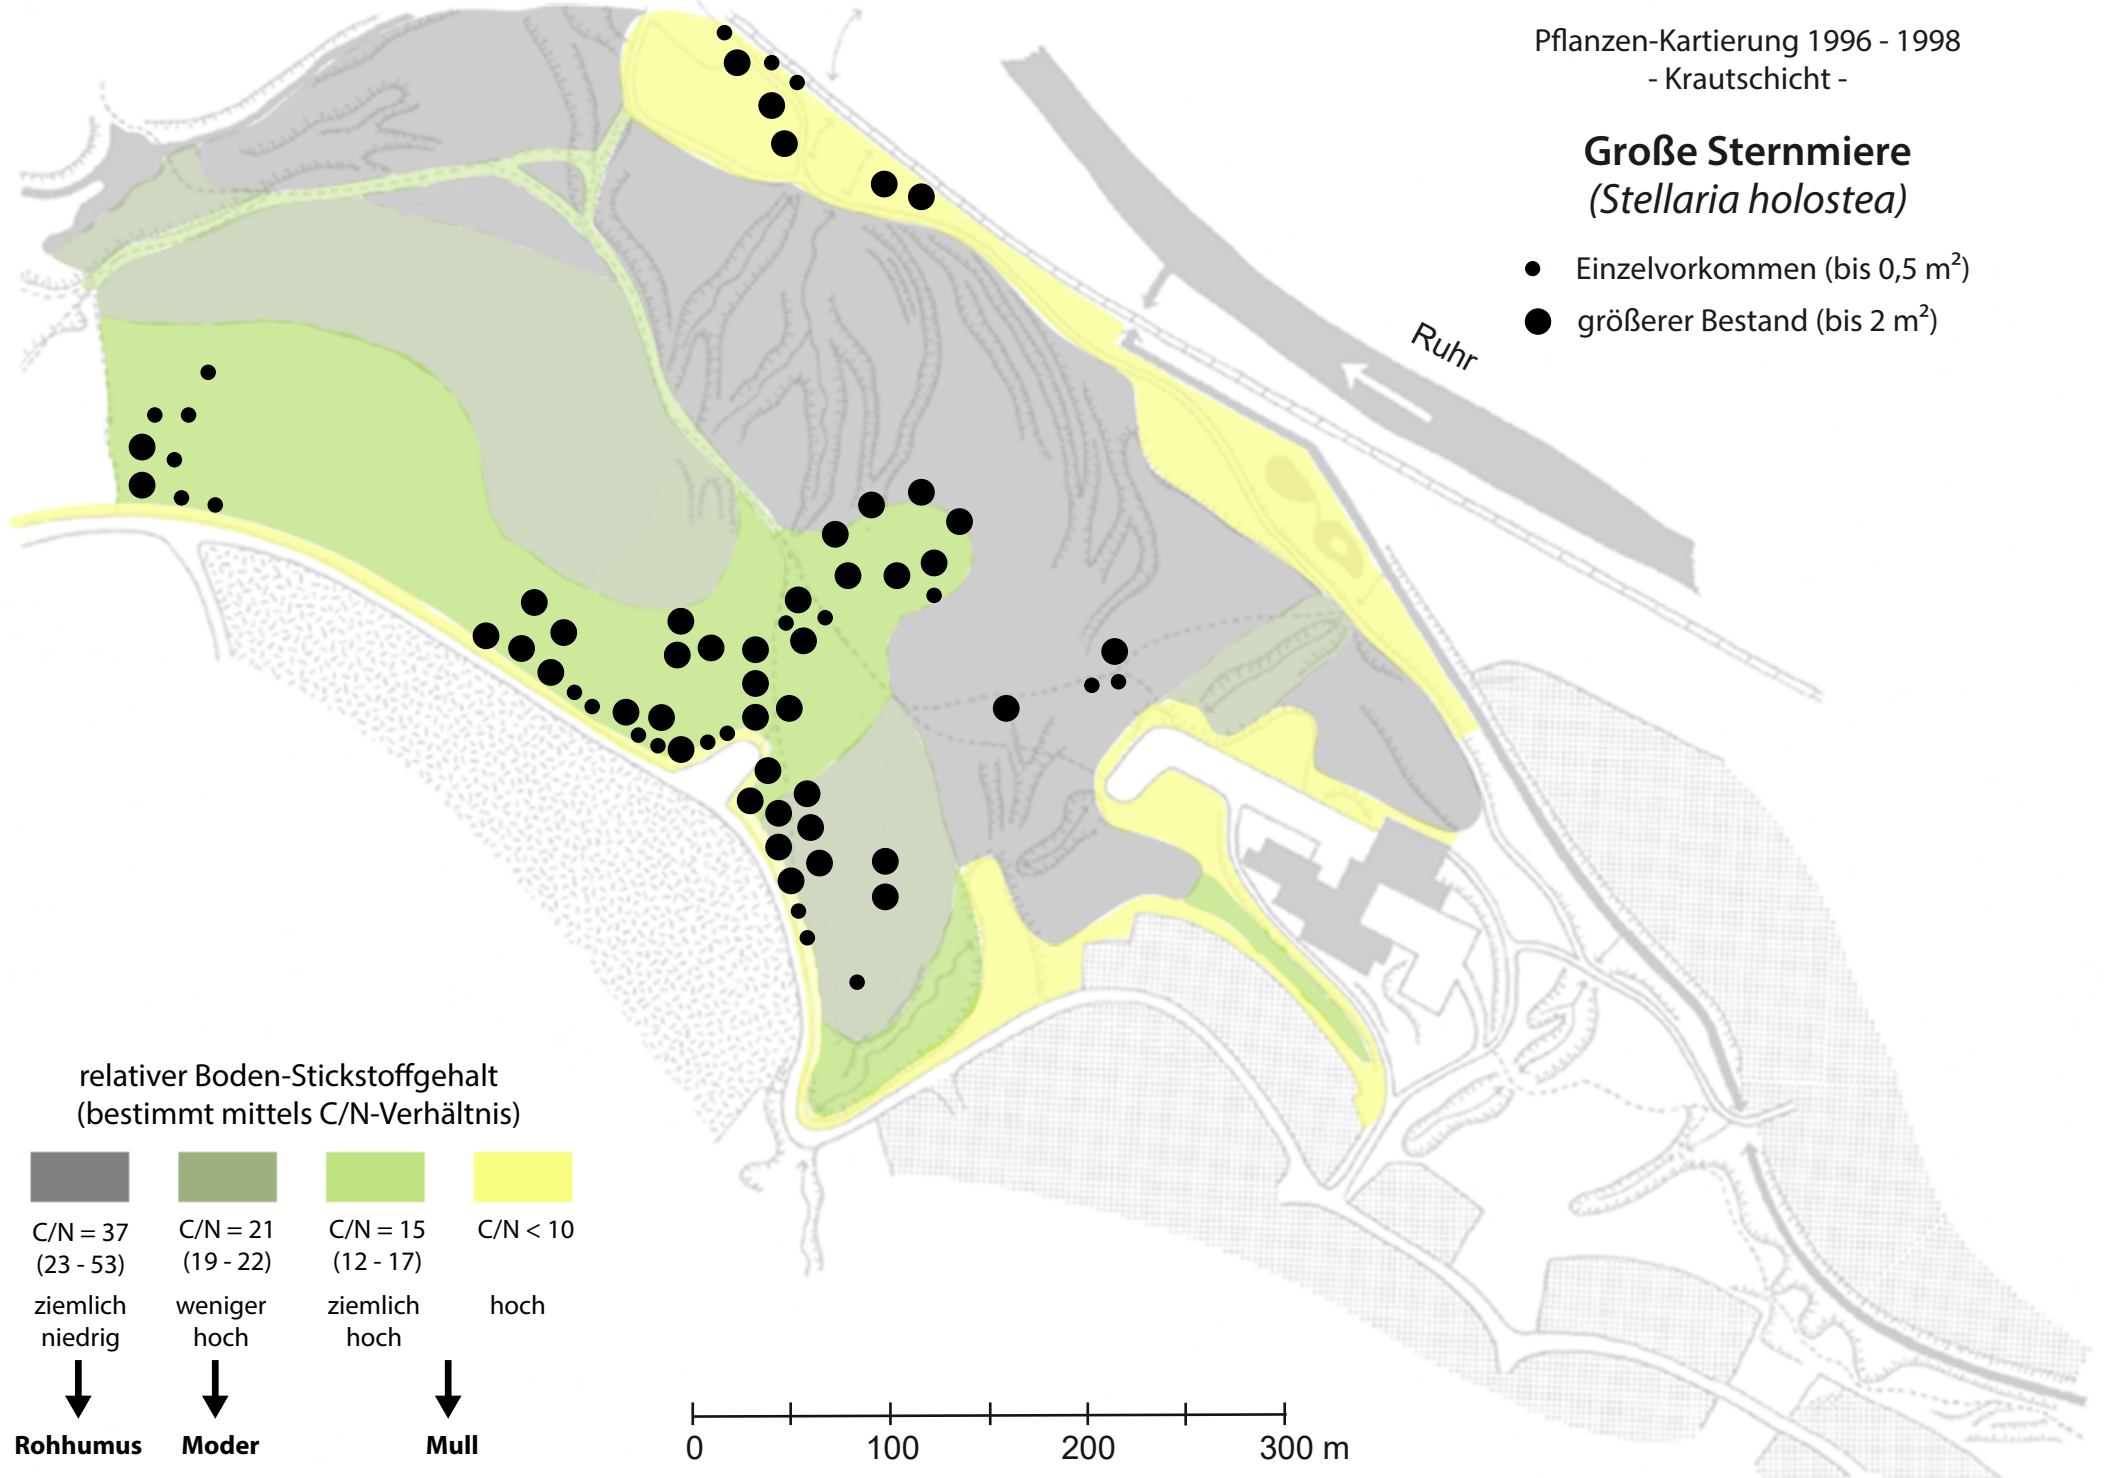 Pflanzen-Kartierung 1996 - 1998
- Krautschicht -
Große Sternmiere
(Stellaria holostea)
Einzelvorkommen (bis 0,5 m²)
größerer Bestand (bis 2 m²)
Ruhr
relativer Boden-Stickstoffgehalt
(bestimmt mittels C/N-Verhältnis)
C/N = 37 C/N = 21 C/N = 15 C/N < 10
(23 - 53) (19 - 22) (12 - 17)
ziemlich weniger ziemlich hoch
niedrig hoch hoch
Rohhumus Moder Mull
0 100 200 300 m